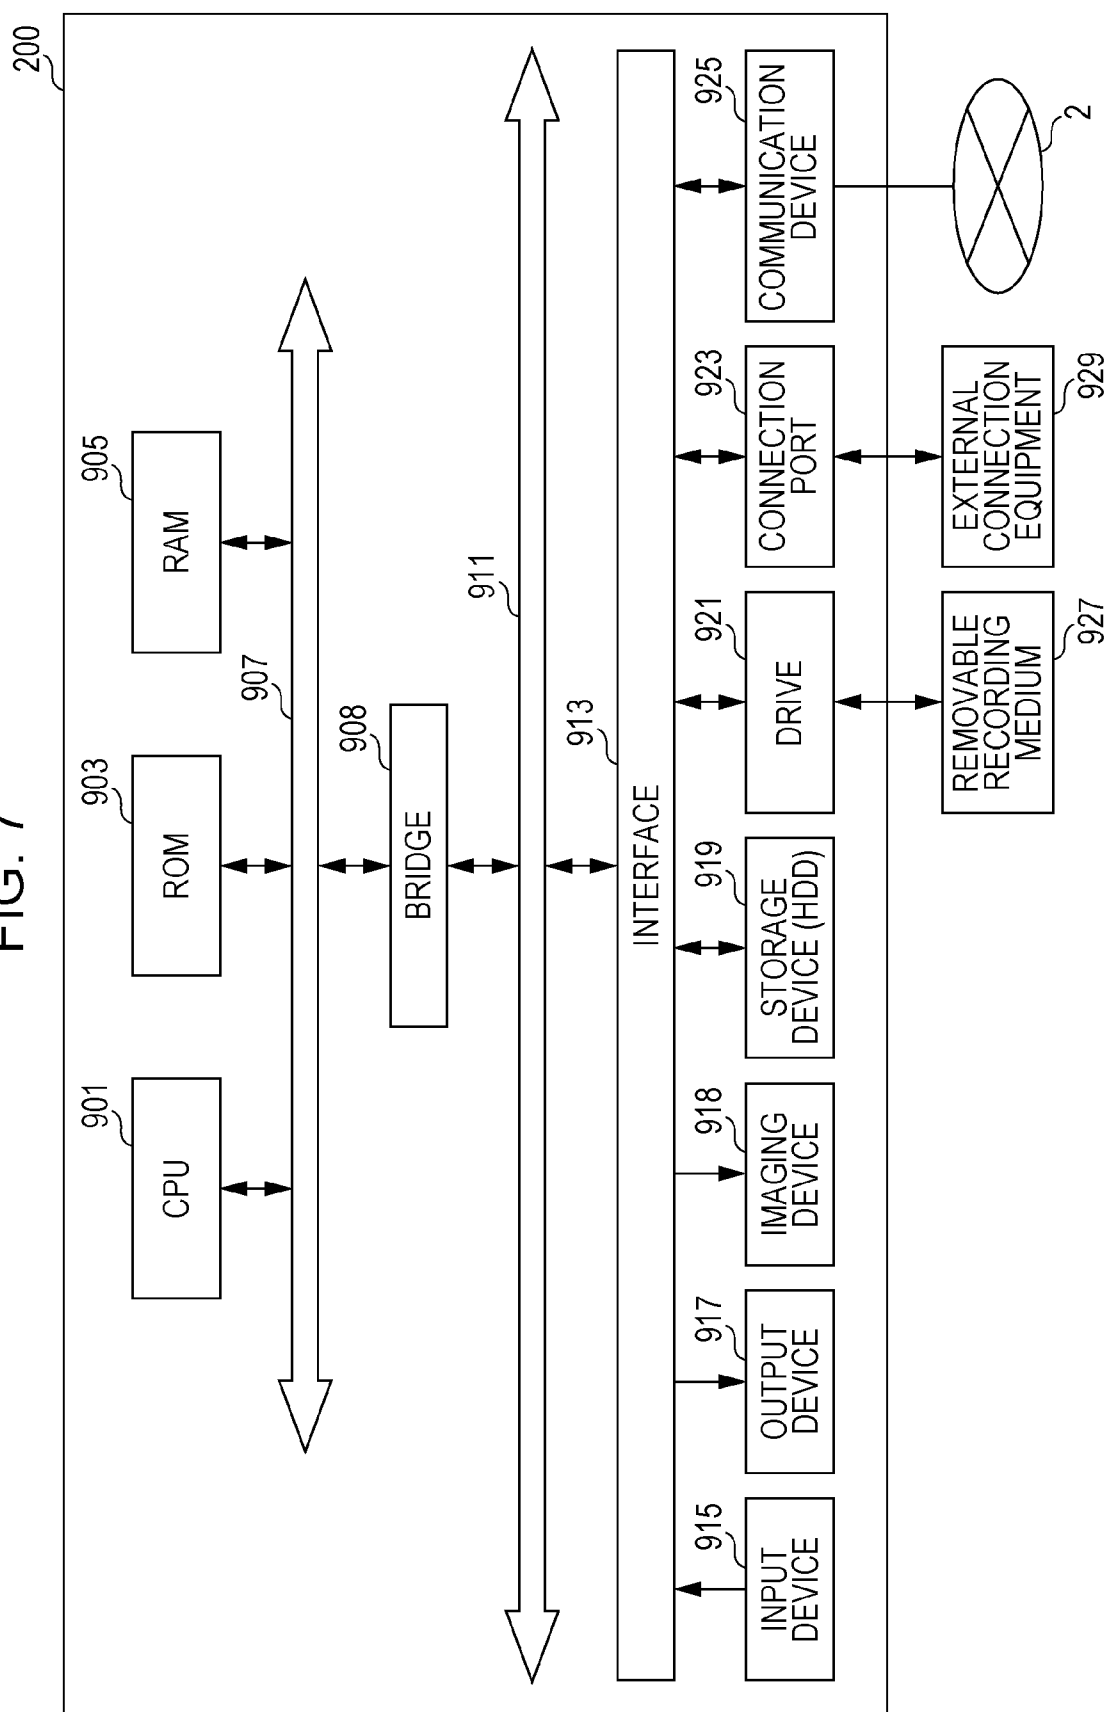 FIG. 7
200
901
CPU
903
ROM
905
RAM
907
908
BRIDGE
911
913
INTERFACE
915
INPUT
DEVICE
917
OUTPUT
DEVICE
918
IMAGING
DEVICE
919
STORAGE
DEVICE (HDD)
921
DRIVE
923
CONNECTION
PORT
925
COMMUNICATION
DEVICE
REMOVABLE
RECORDING
MEDIUM
927
EXTERNAL
CONNECTION
EQUIPMENT
929
2